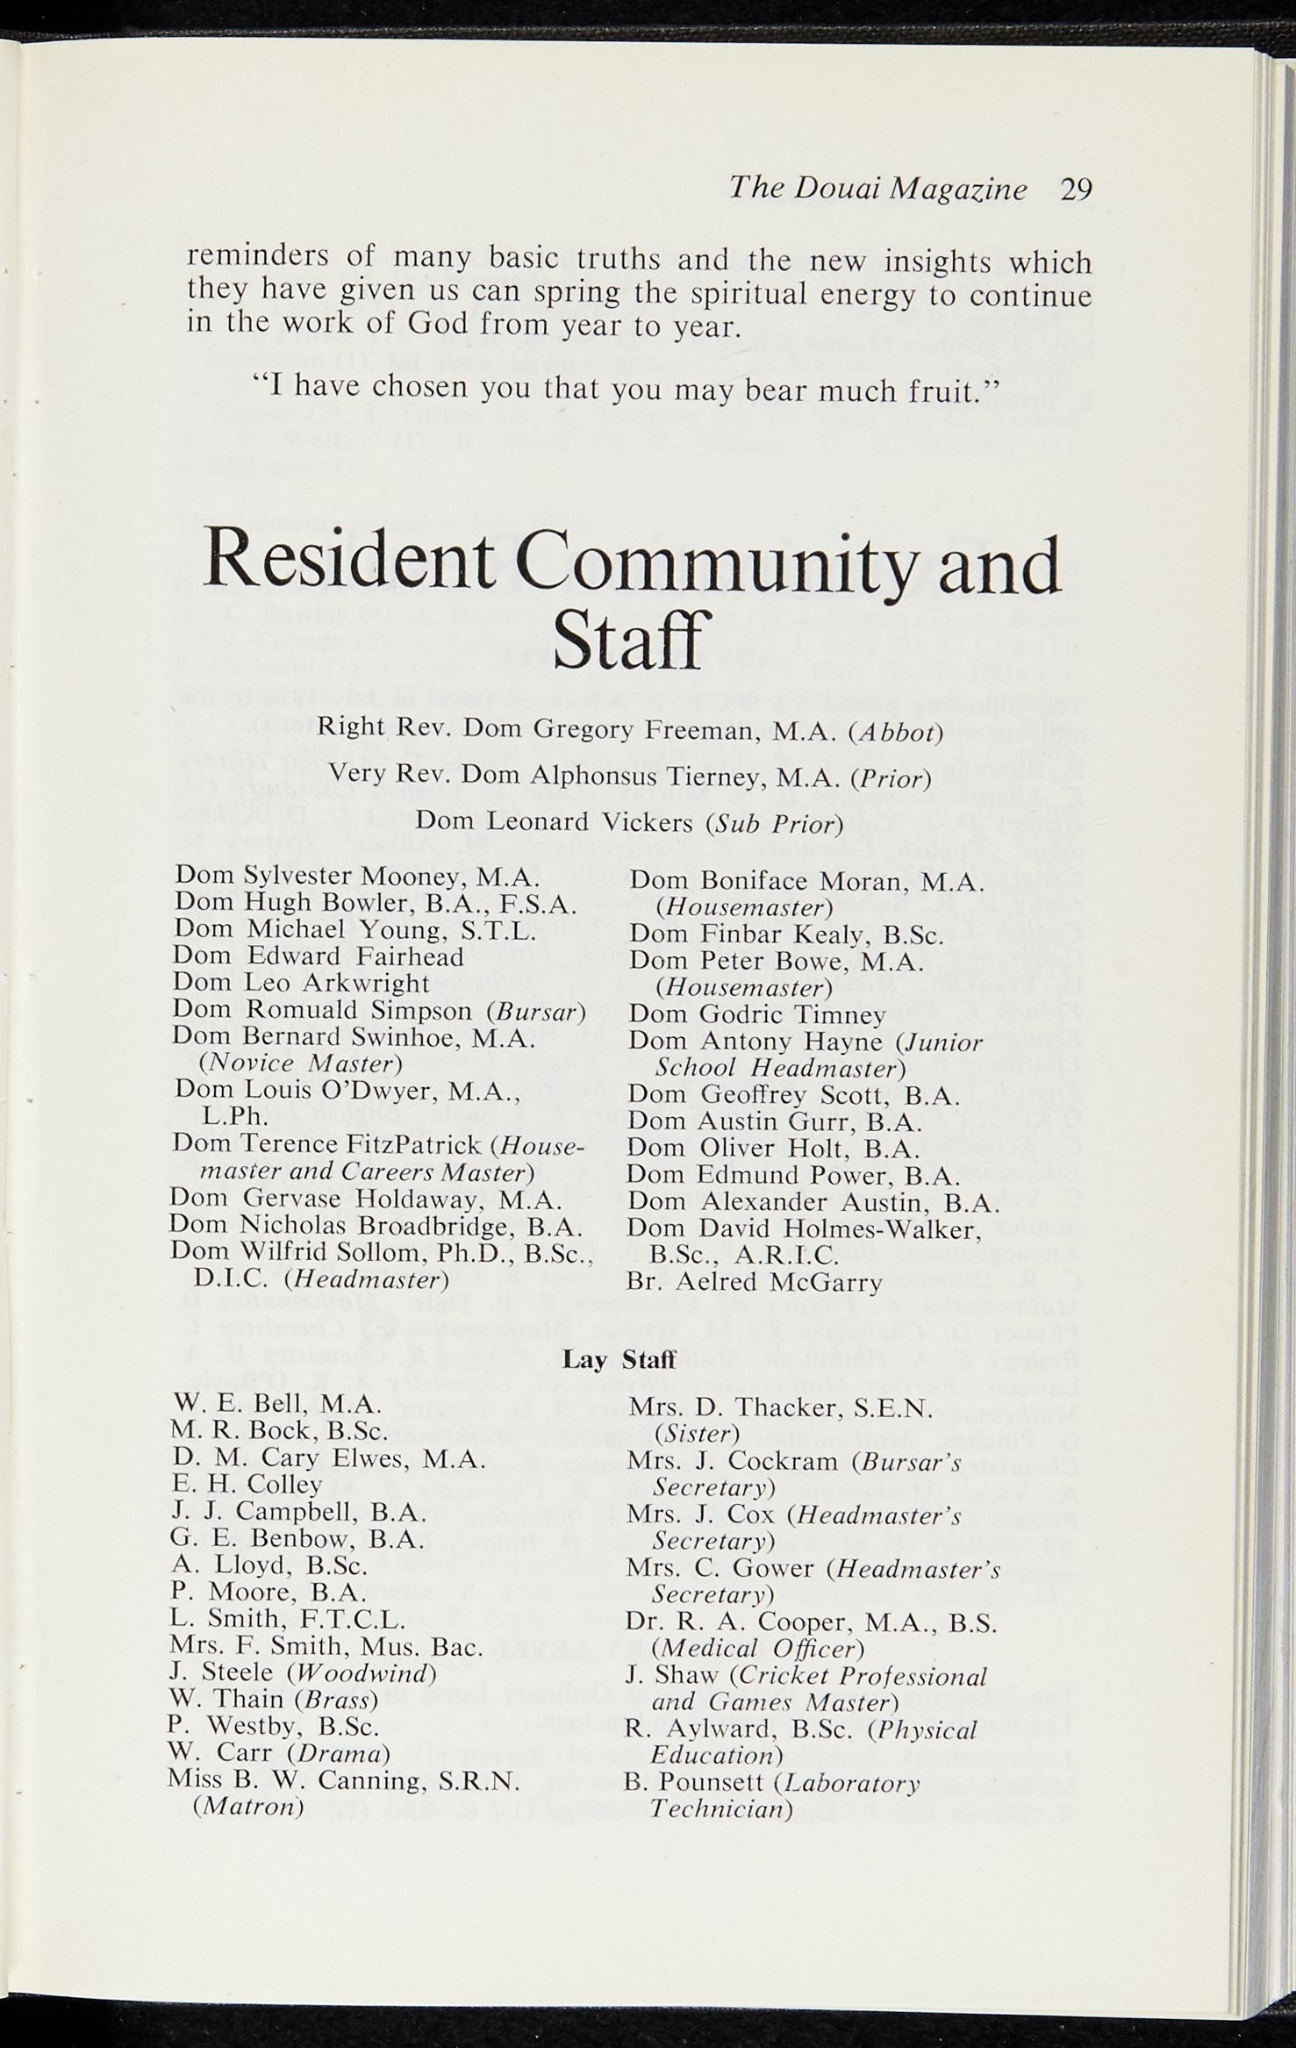 The Douai Magazine 29
reminders of many basic truths and the new insights which
they have given us can spring the spiritual energy to continue
in the work of God from year to year.
“I have chosen you that you may bear much fruit.”
Resident Community and
Staff
Right Rev. Dom Gregory Freeman, M.A. (Abbot)
Very Rev. Dom Alphonsus Tierney, M.A. (Prior)
Dom Leonard Vickers (Sub Prior)
Dom Sylvester Mooney, M.A.
Dom Hugh Bowler, B.A., F.S.A.
Dom Michael Young, S.T.L.
Dom Edward Fairhead
Dom Leo Arkwright
Dom Romuald Simpson (Bursar)
Dom Bernard Swinhoe, M.A.
(Novice Master)
Dom Louis O’Dwyer, M.A.,
L.Ph.
Dom Terence FitzPatrick (House-
master and Careers Master)
Dom Gervase Holdaway, M.A.
Dom Nicholas Broadbridge, B.A.
Dom Wilfrid Sollom, Ph.D., B.Sc.,
D.I.C. (Headmaster)
Dom Boniface Moran, M.A.
(Housemaster)
Dom Finbar Kealy, B.Sc.
Dom Peter Bowe, M.A.
(Housemaster)
Dom Godric Timney
Dom Antony Hayne (Junior
School Headmaster)
Dom Geoffrey Scott, B.A.
Dom Austin Gurr, B.A.
Dom Oliver Holt, B.A.
Dom Edmund Power, B.A.
Dom Alexander Austin, B.A.
Dom David Holmes-Walker,
B.Sc., A.R.I.C.
Br. Aelred McGarry
Lay Staff
W. E. Bell, M.A.
M. R. Bock, B.Sc.
D. M. Cary Elwes, M.A.
E. H. Colley
J. J. Campbell, B.A.
G. E. Benbow, B.A.
A. Lloyd, B.Sc.
P. Moore, B.A.
L. Smith, F.T.C.L.
Mrs. F. Smith, Mus. Bac.
J. Steele (Woodwind)
W. Thain (Brass)
P. Westby, B.Sc.
W. Carr (Drama)
Miss B. W. Canning, S.R.N.
(Matron)
Mrs. D. Thacker, S.E.N.
(Sister)
Mrs. J. Cockram (Bursar’s
Secretary)
Mrs. J. Cox (Headmaster’s
Secretary)
Mrs. C. Gower (Headmaster’s
Secretary)
Dr. R. A. Cooper, M.A., B.S.
(Medical Officer)
J. Shaw (Cricket Professional
and Games Master)
R. Aylward, B.Sc. (Physical
Education)
B. Pounsett (Laboratory
Technician)